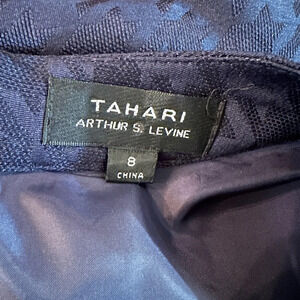 TAHARI
ARTHUR S. LEVINE
8
CHINA